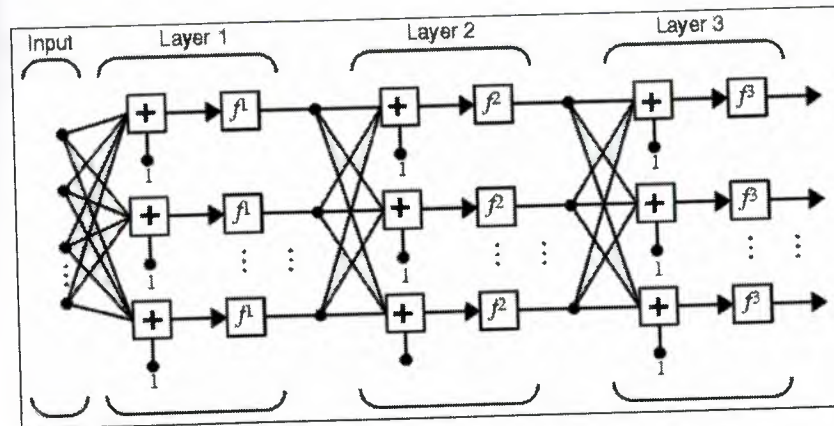 Input Layer 1 Layer 2 Layer 3
+ f¹ + f² + f³
1 1 1
+ f¹ + f² + f³
1 1 1
+ f¹ + f² + f³
1 1